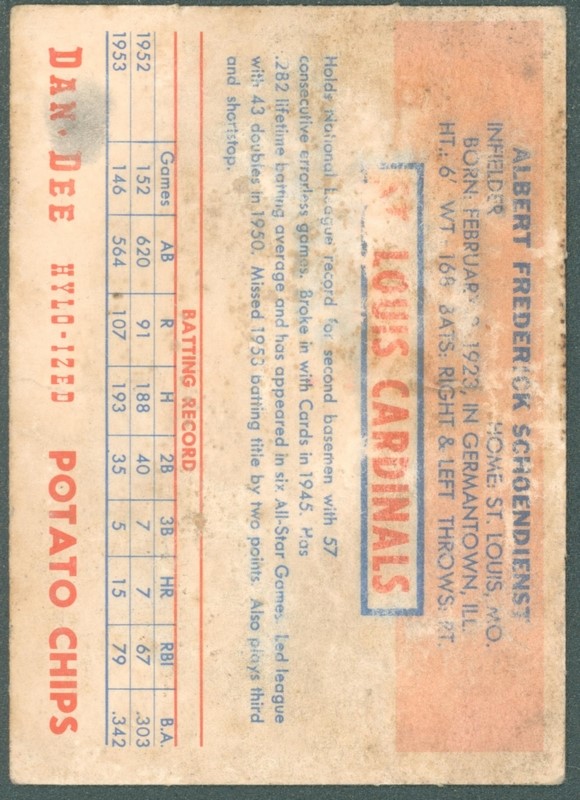 ALBERT FREDERICK SCHOENDIENST
INFIELDER HOME: ST. LOUIS, MO.
BORN: FEBRUARY 2, 1923, IN GERMANTOWN, ILL.
HT.: 6' WT.: 168 BATS: RIGHT & LEFT THROWS: RT.
LOUIS CARDINALS
Holds National League record for second basemen with 57
consecutive errorless games. Broke in with Cards in 1945. Has
.282 lifetime batting average and has appeared in six All-Star Games. Led league
with 43 doubles in 1950. Missed 1953 batting title by two points. Also plays third
and shortstop.
BATTING RECORD
Games AB R H 2B 3B HR RBI B.A.
1952 152 620 91 188 40 7 7 67 .303
1953 146 564 107 193 35 5 15 79 .342
DAN-DEE HYLO-IZED POTATO CHIPS